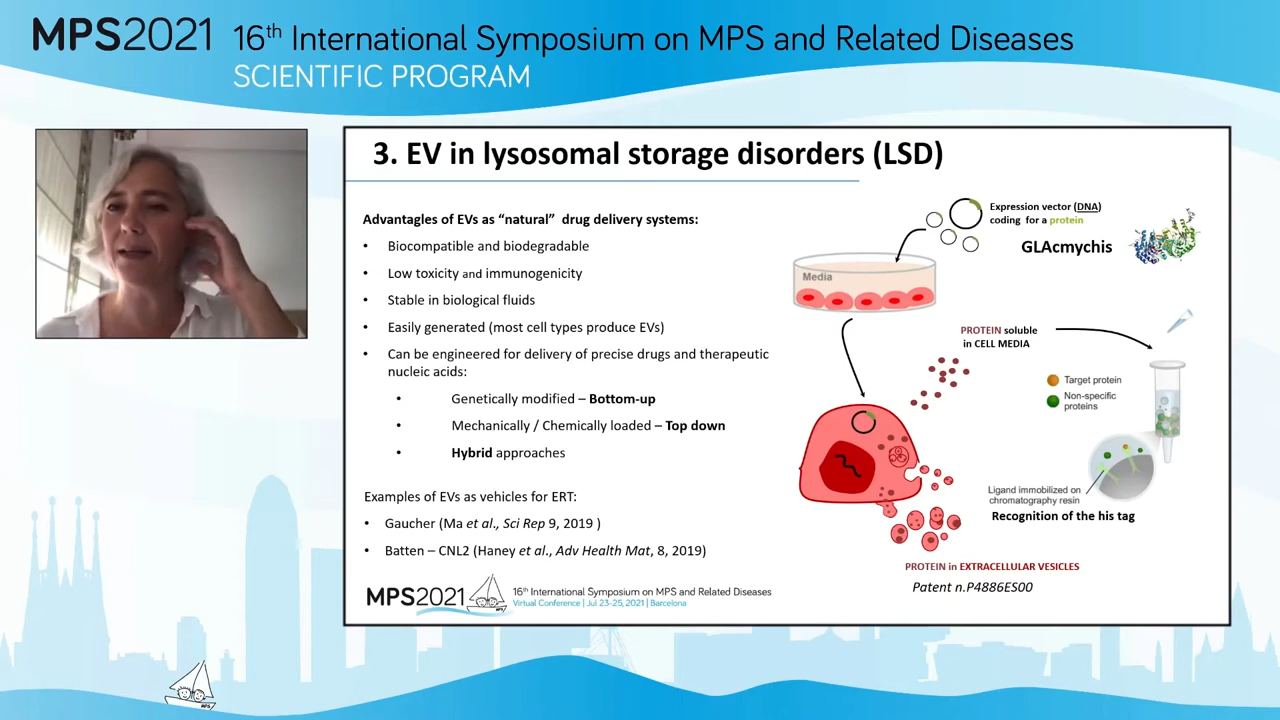 MPS2021 16th International Symposium on MPS and Related Diseases
SCIENTIFIC PROGRAM
3. EV in lysosomal storage disorders (LSD)
Advantagles of EVs as “natural” drug delivery systems:
• Biocompatible and biodegradable
• Low toxicity and immunogenicity
• Stable in biological fluids
• Easily generated (most cell types produce EVs)
• Can be engineered for delivery of precise drugs and therapeutic
nucleic acids:
• Genetically modified – Bottom-up
• Mechanically / Chemically loaded – Top down
• Hybrid approaches
Examples of EVs as vehicles for ERT:
• Gaucher (Ma et al., Sci Rep 9, 2019 )
• Batten – CNL2 (Haney et al., Adv Health Mat, 8, 2019)
Expression vector (DNA)
coding for a protein
GLAcmychis
Media
PROTEIN soluble
in CELL MEDIA
Target protein
Non-specific
proteins
Ligand immobilized on
chromatography resin
Recognition of the his tag
PROTEIN in EXTRACELLULAR VESICLES
Patent n.P4886ES00
MPS2021
MPS
16th International Symposium on MPS and Related Diseases
Virtual Conference | Jul 23-25, 2021 | Barcelona
MPS